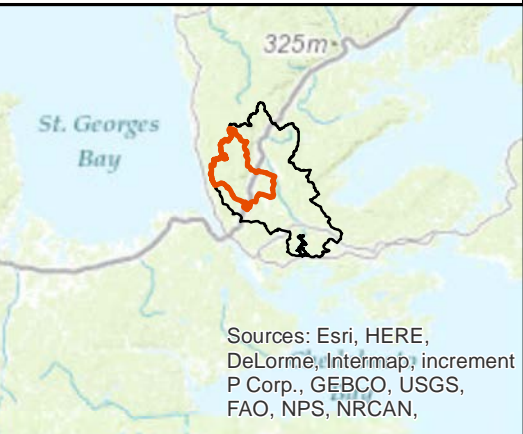 325m
St. Georges
Bay
Sources: Esri, HERE,
DeLorme, Intermap, increment
P Corp., GEBCO, USGS,
FAO, NPS, NRCAN,